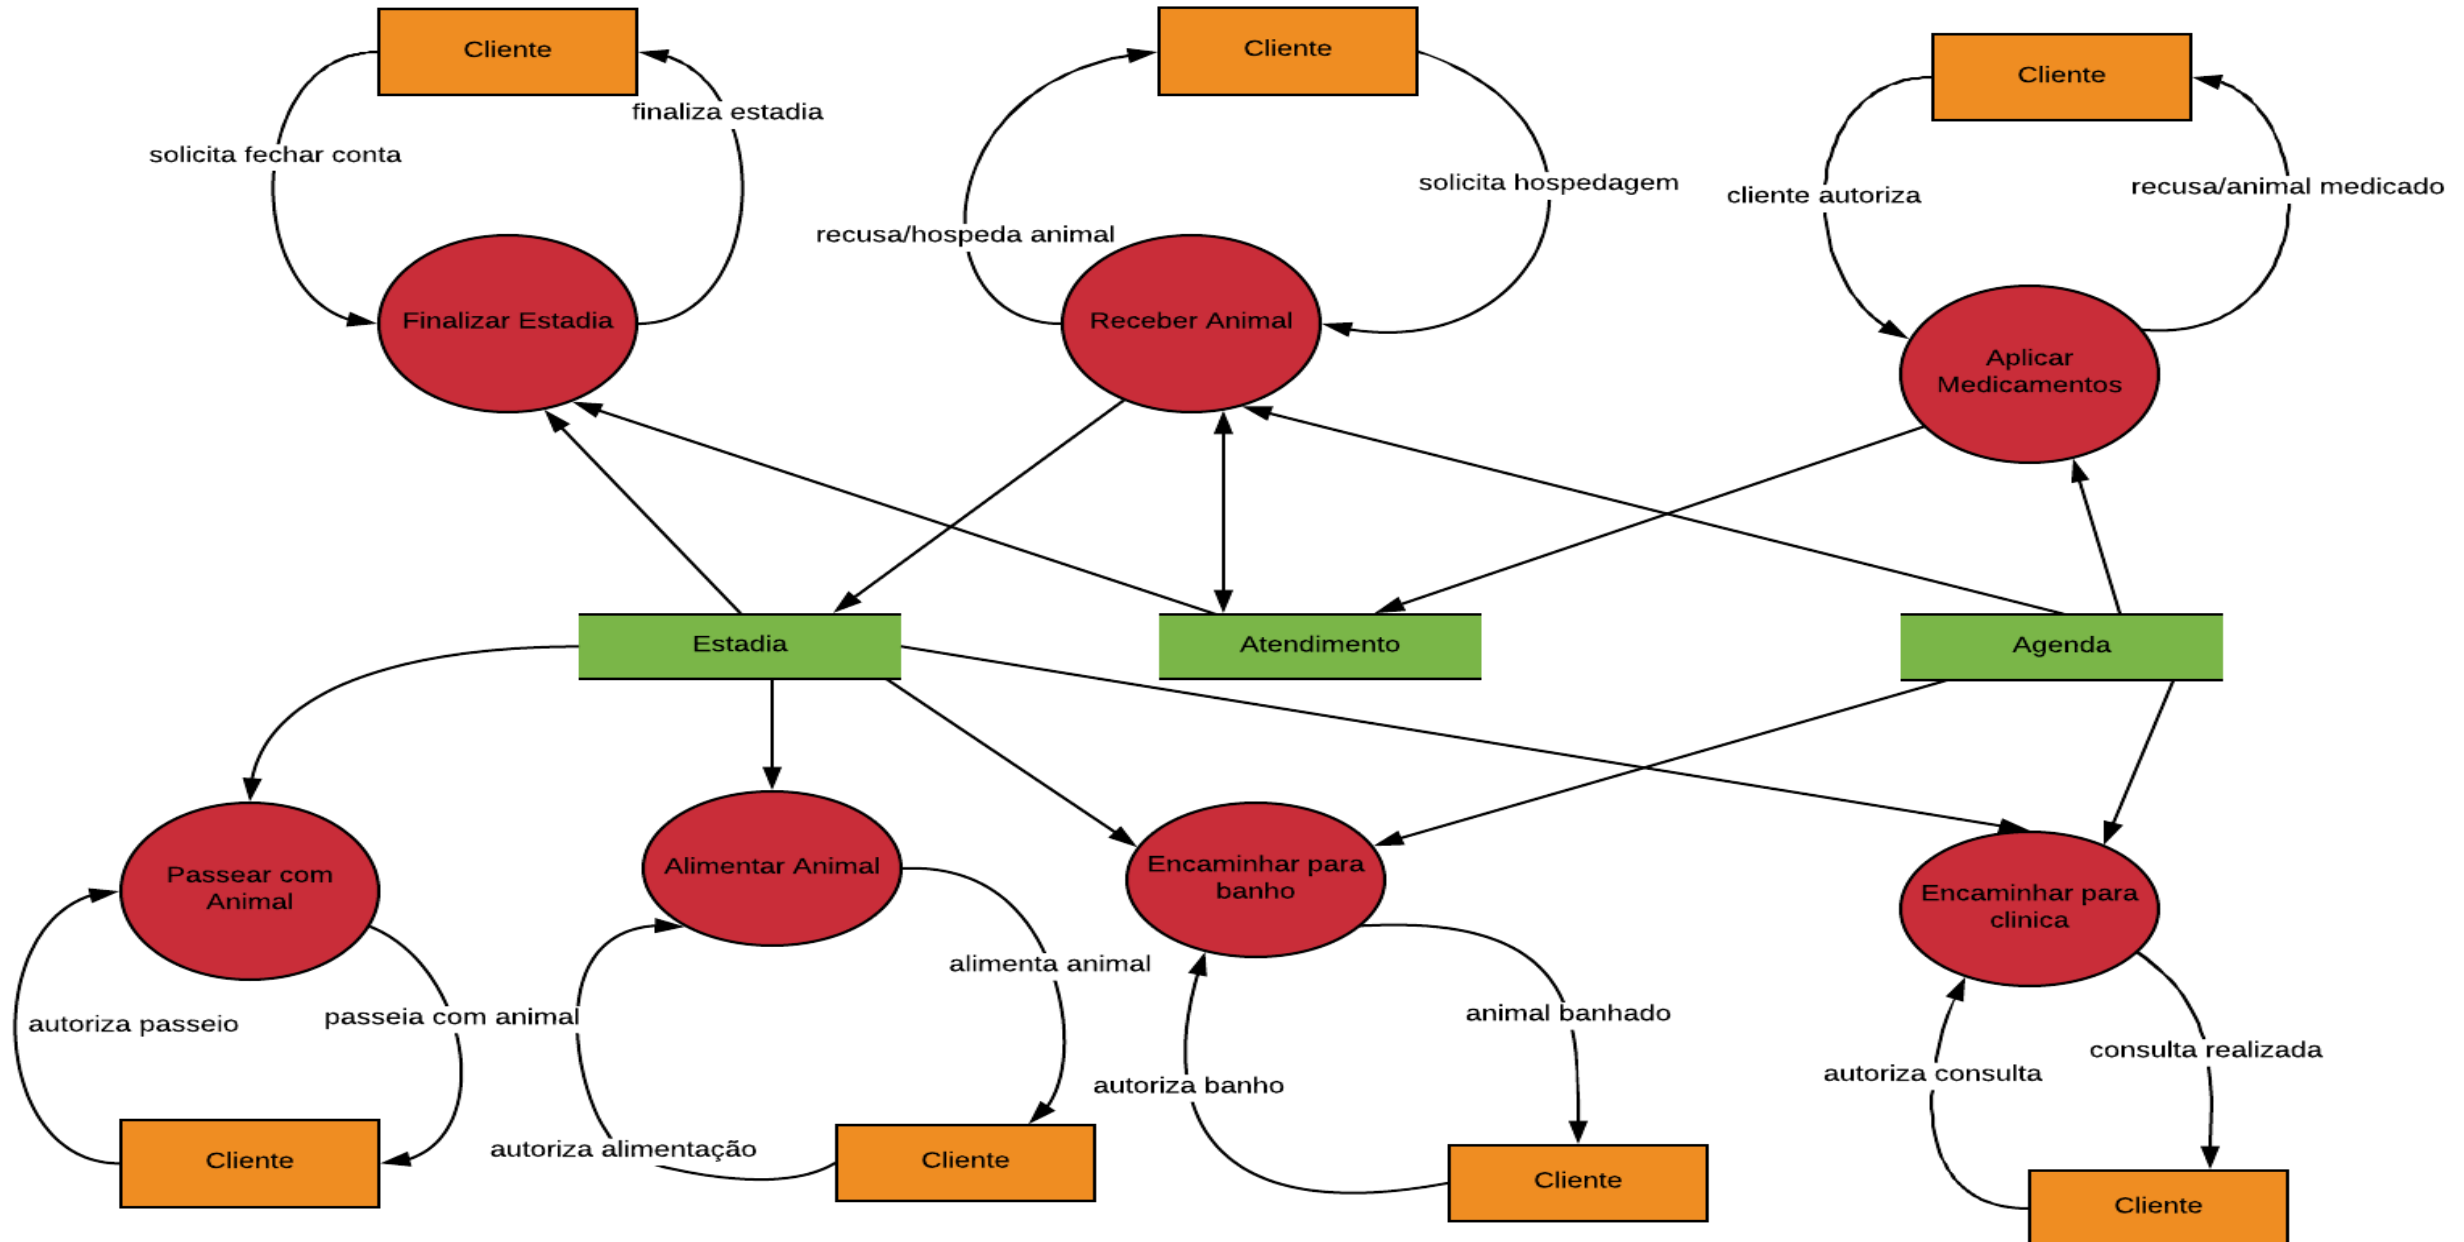 Cliente
Cliente
Cliente
finaliza estadia
solicita fechar conta
solicita hospedagem
recusa/animal medicado
cliente autoriza
recusa/hospeda animal
Finalizar Estadia
Receber Animal
Aplicar
Medicamentos
Estadia
Atendimento
Agenda
Passear com
Animal
Alimentar Animal
Encaminhar para
banho
Encaminhar para
clinica
alimenta animal
autoriza passeio
passeia com animal
animal banhado
consulta realizada
autoriza banho
autoriza consulta
autoriza alimentação
Cliente
Cliente
Cliente
Cliente